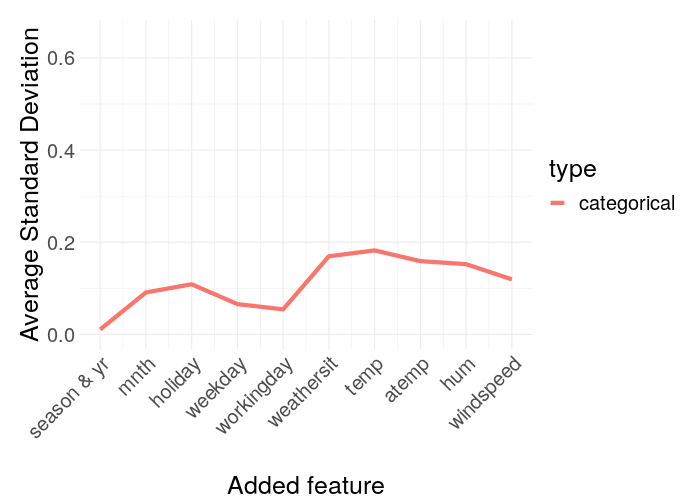 Average Standard Deviation
0.6
0.4
0.2
0.0
season & yr
mnth
holiday
weekday
workingday
weathersit
temp
atemp
hum
windspeed
Added feature
type
categorical